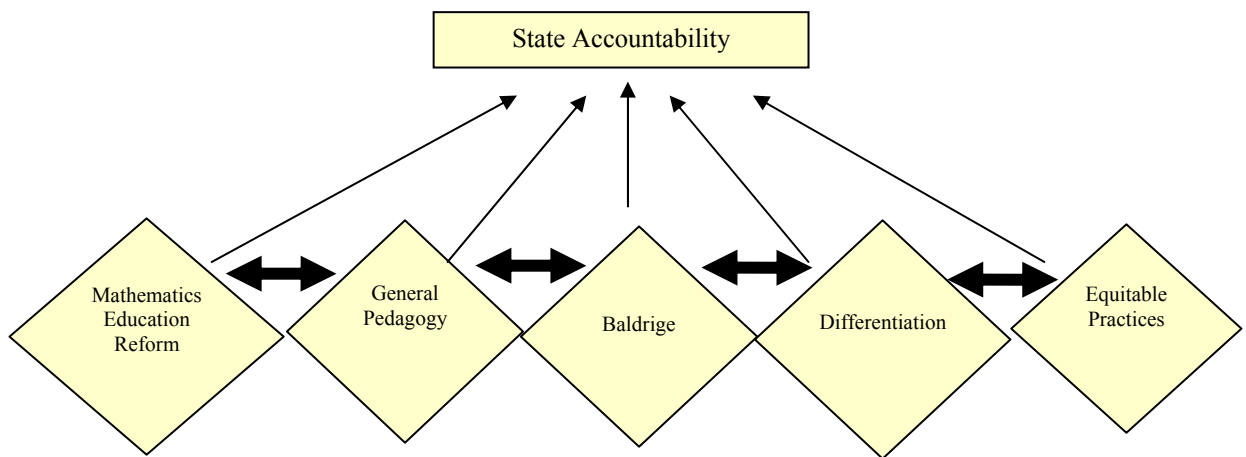 State Accountability
Mathematics
Education
Reform
General
Pedagogy
Baldrige
Differentiation
Equitable
Practices